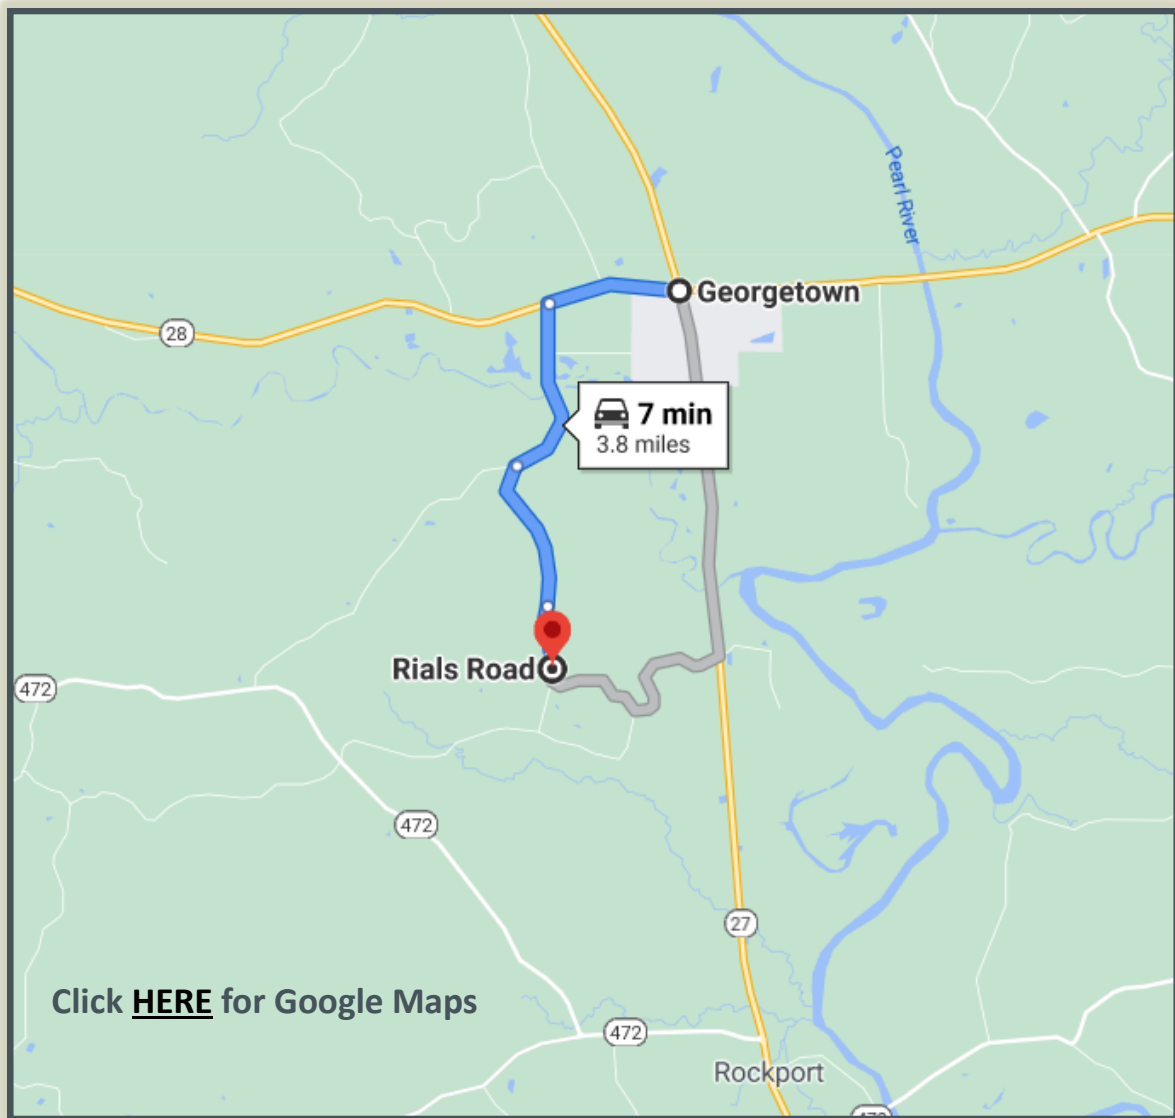 Pearl River
Georgetown
28
7 min
3.8 miles
Rials Road
472
472
27
Click HERE for Google Maps
472
Rockport
472